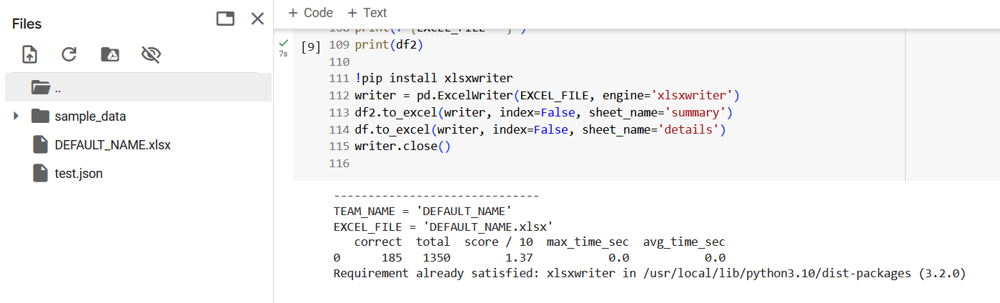 Files
..
sample_data
DEFAULT_NAME.xlsx
test.json
+ Code + Text
7s
[9]
109 print(df2)
110
111 !pip install xlsxwriter
112 writer = pd.ExcelWriter(EXCEL_FILE, engine='xlsxwriter')
113 df2.to_excel(writer, index=False, sheet_name='summary')
114 df.to_excel(writer, index=False, sheet_name='details')
115 writer.close()
116
------------------------------
TEAM_NAME = 'DEFAULT_NAME'
EXCEL_FILE = 'DEFAULT_NAME.xlsx'
correct total score / 10 max_time_sec avg_time_sec
0 185 1350 1.37 0.0 0.0
Requirement already satisfied: xlsxwriter in /usr/local/lib/python3.10/dist-packages (3.2.0)